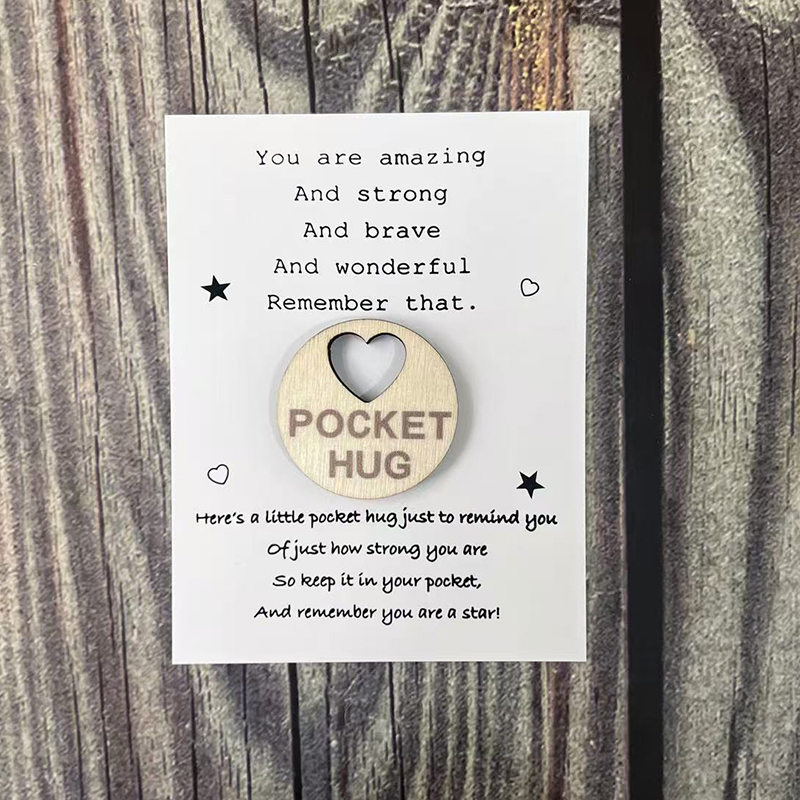 You are amazing
And strong
And brave
And wonderful
Remember that.
POCKET
HUG
Here's a little pocket hug just to remind you
Of just how strong you are
So keep it in your pocket,
And remember you are a star!